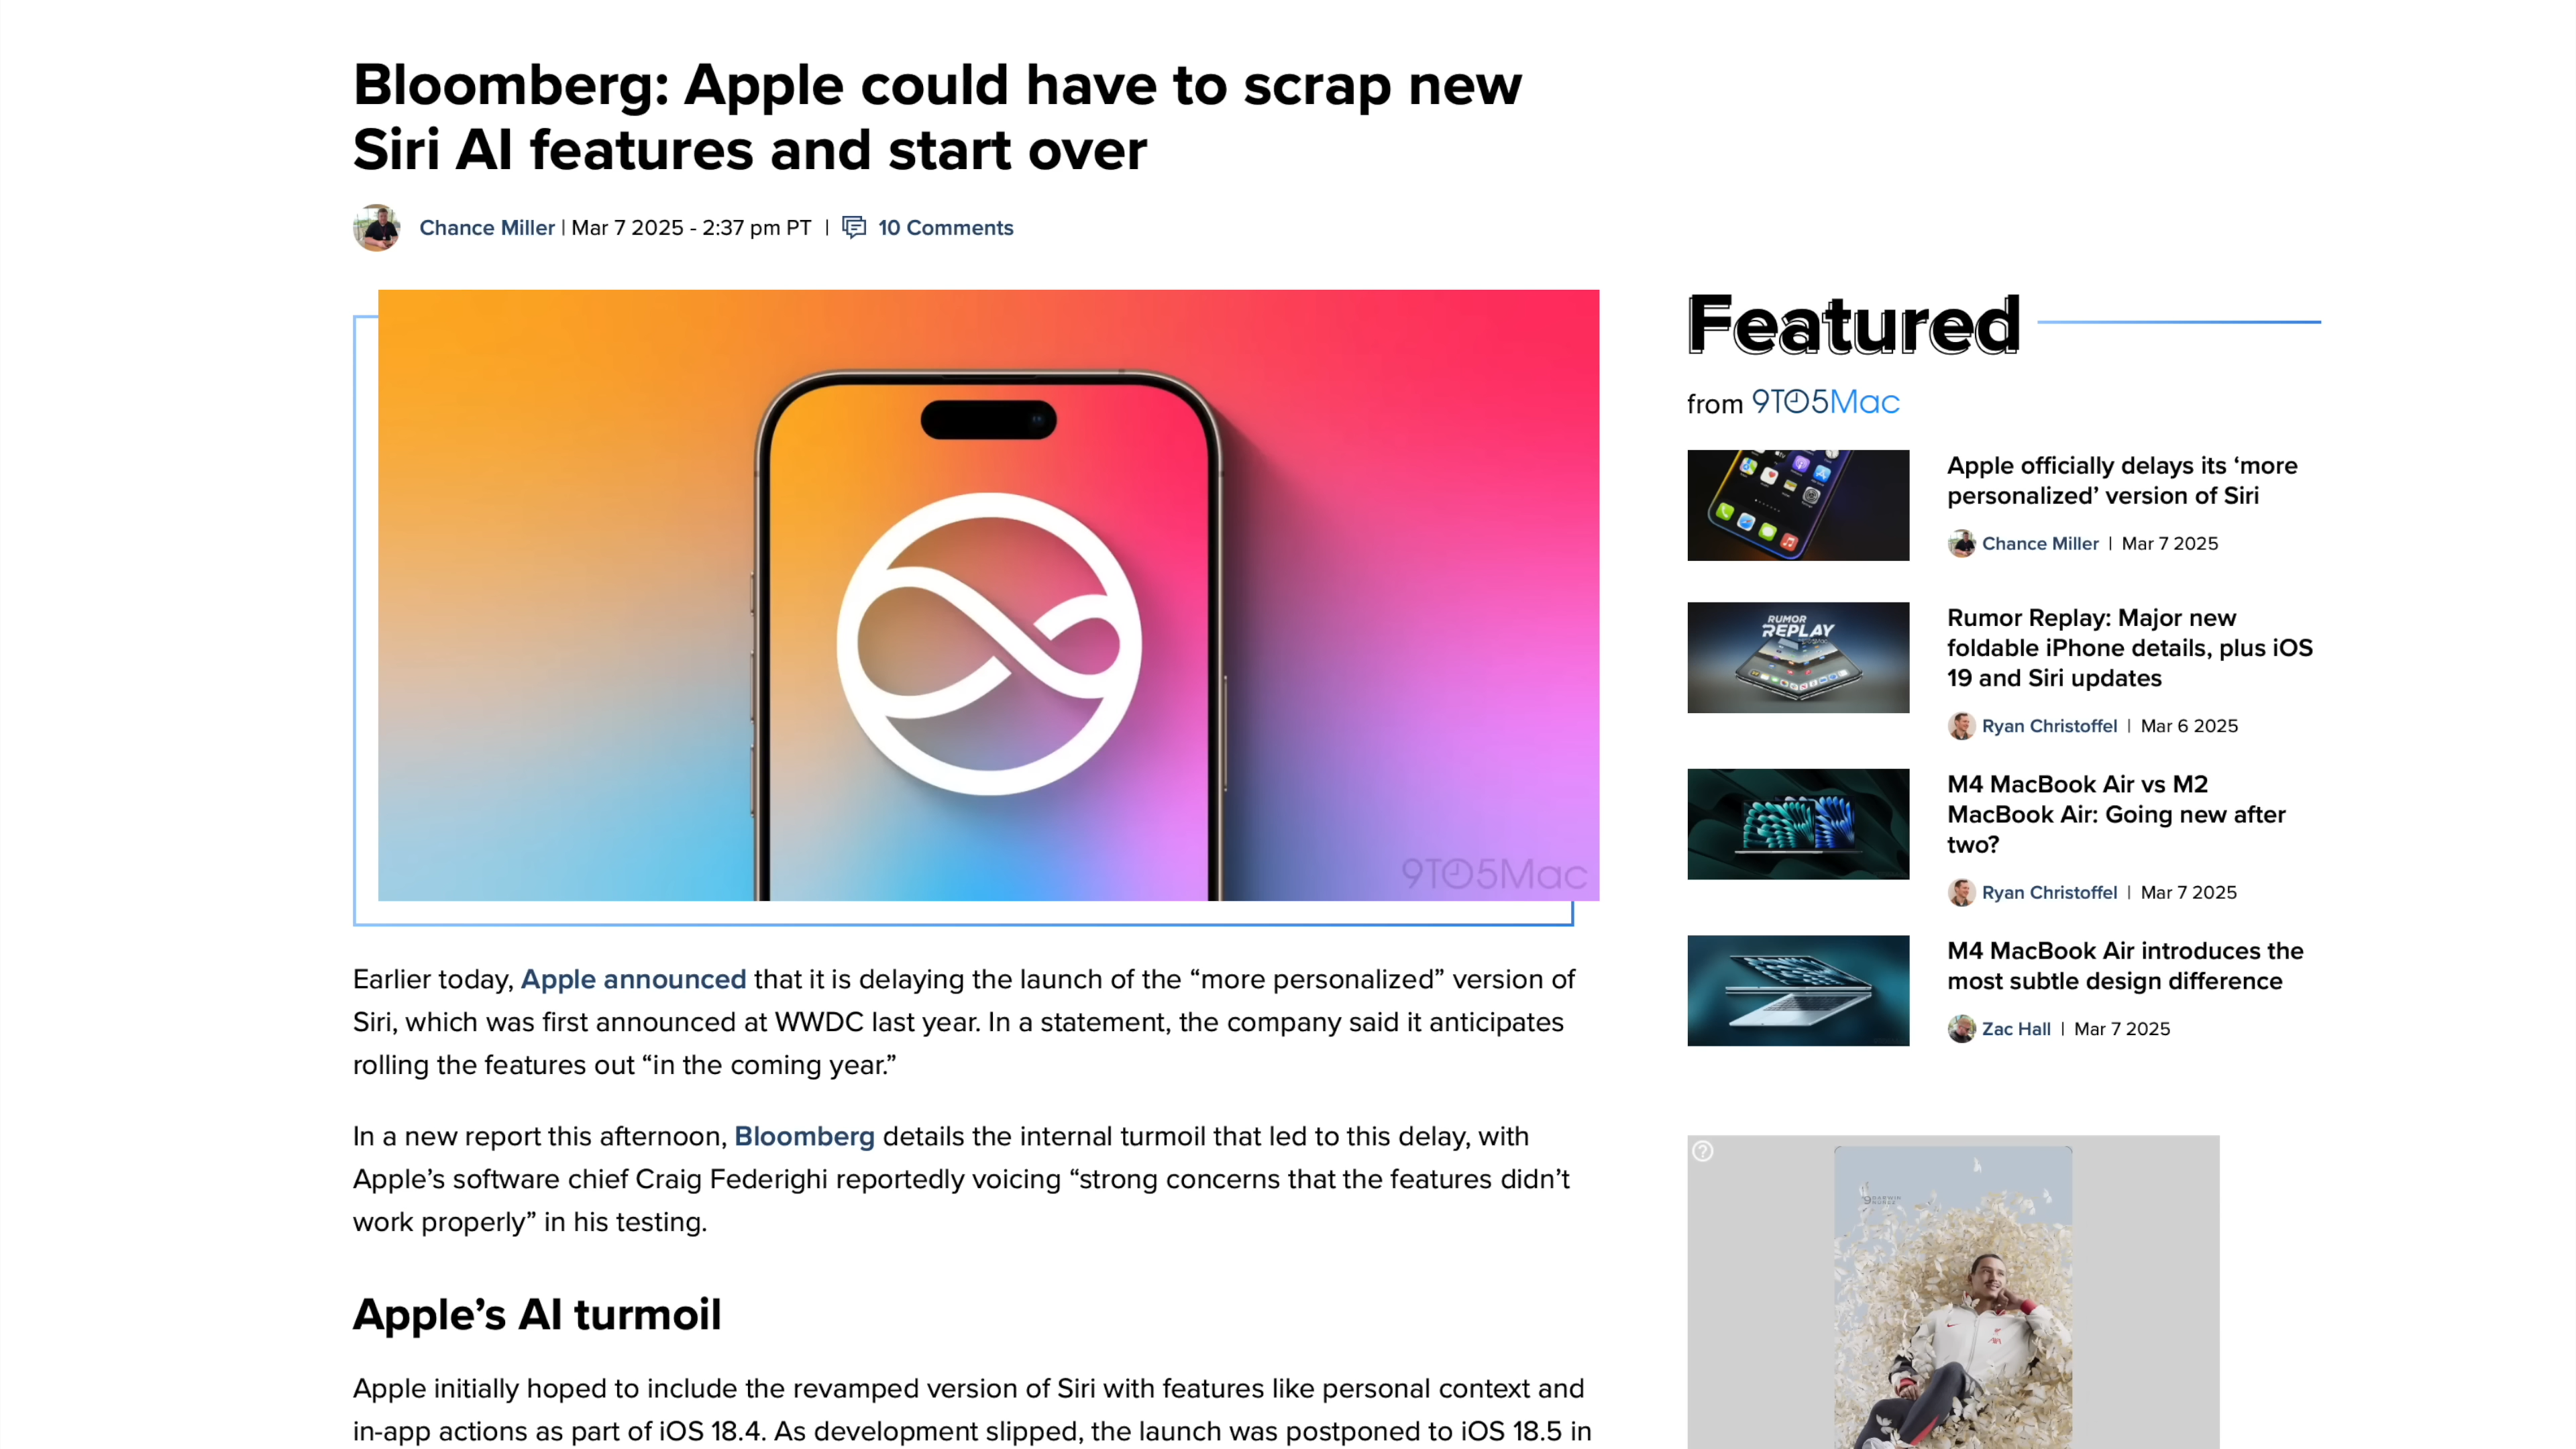 Bloomberg: Apple could have to scrap new
Siri AI features and start over
Chance Miller | Mar 7 2025 - 2:37 pm PT | 10 Comments
9TO5Mac
Earlier today, Apple announced that it is delaying the launch of the “more personalized” version of
Siri, which was first announced at WWDC last year. In a statement, the company said it anticipates
rolling the features out “in the coming year.”
In a new report this afternoon, Bloomberg details the internal turmoil that led to this delay, with
Apple’s software chief Craig Federighi reportedly voicing “strong concerns that the features didn’t
work properly” in his testing.
Apple’s AI turmoil
Apple initially hoped to include the revamped version of Siri with features like personal context and
in-app actions as part of iOS 18.4. As development slipped, the launch was postponed to iOS 18.5 in
Featured
from 9TO5Mac
Apple officially delays its ‘more
personalized’ version of Siri
Chance Miller | Mar 7 2025
RUMOR
REPLAY
Rumor Replay: Major new
foldable iPhone details, plus iOS
19 and Siri updates
Ryan Christoffel | Mar 6 2025
M4 MacBook Air vs M2
MacBook Air: Going new after
two?
Ryan Christoffel | Mar 7 2025
M4 MacBook Air introduces the
most subtle design difference
Zac Hall | Mar 7 2025
?
9